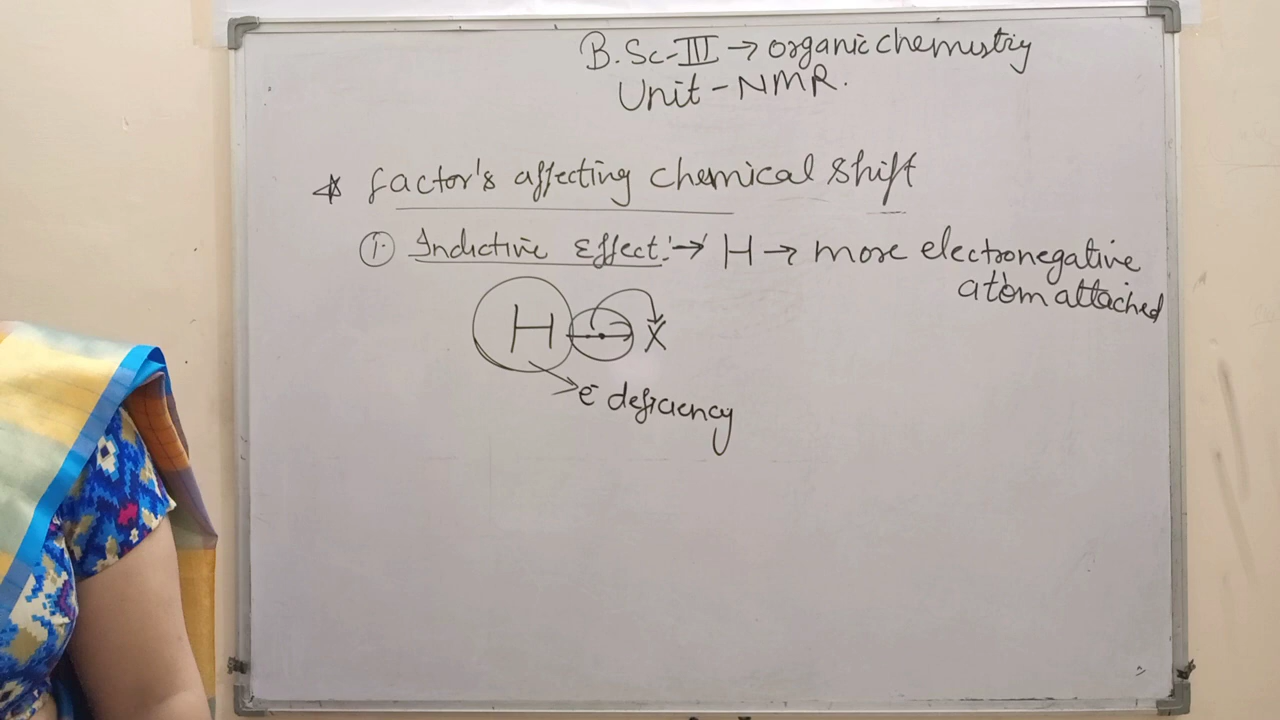 B.Sc-III → organic chemistry
Unit - NMR.
* factor's affecting chemical shift
① Inductive Effect:→ H → more electronegative
atom attached
H X
e̅ deficiency